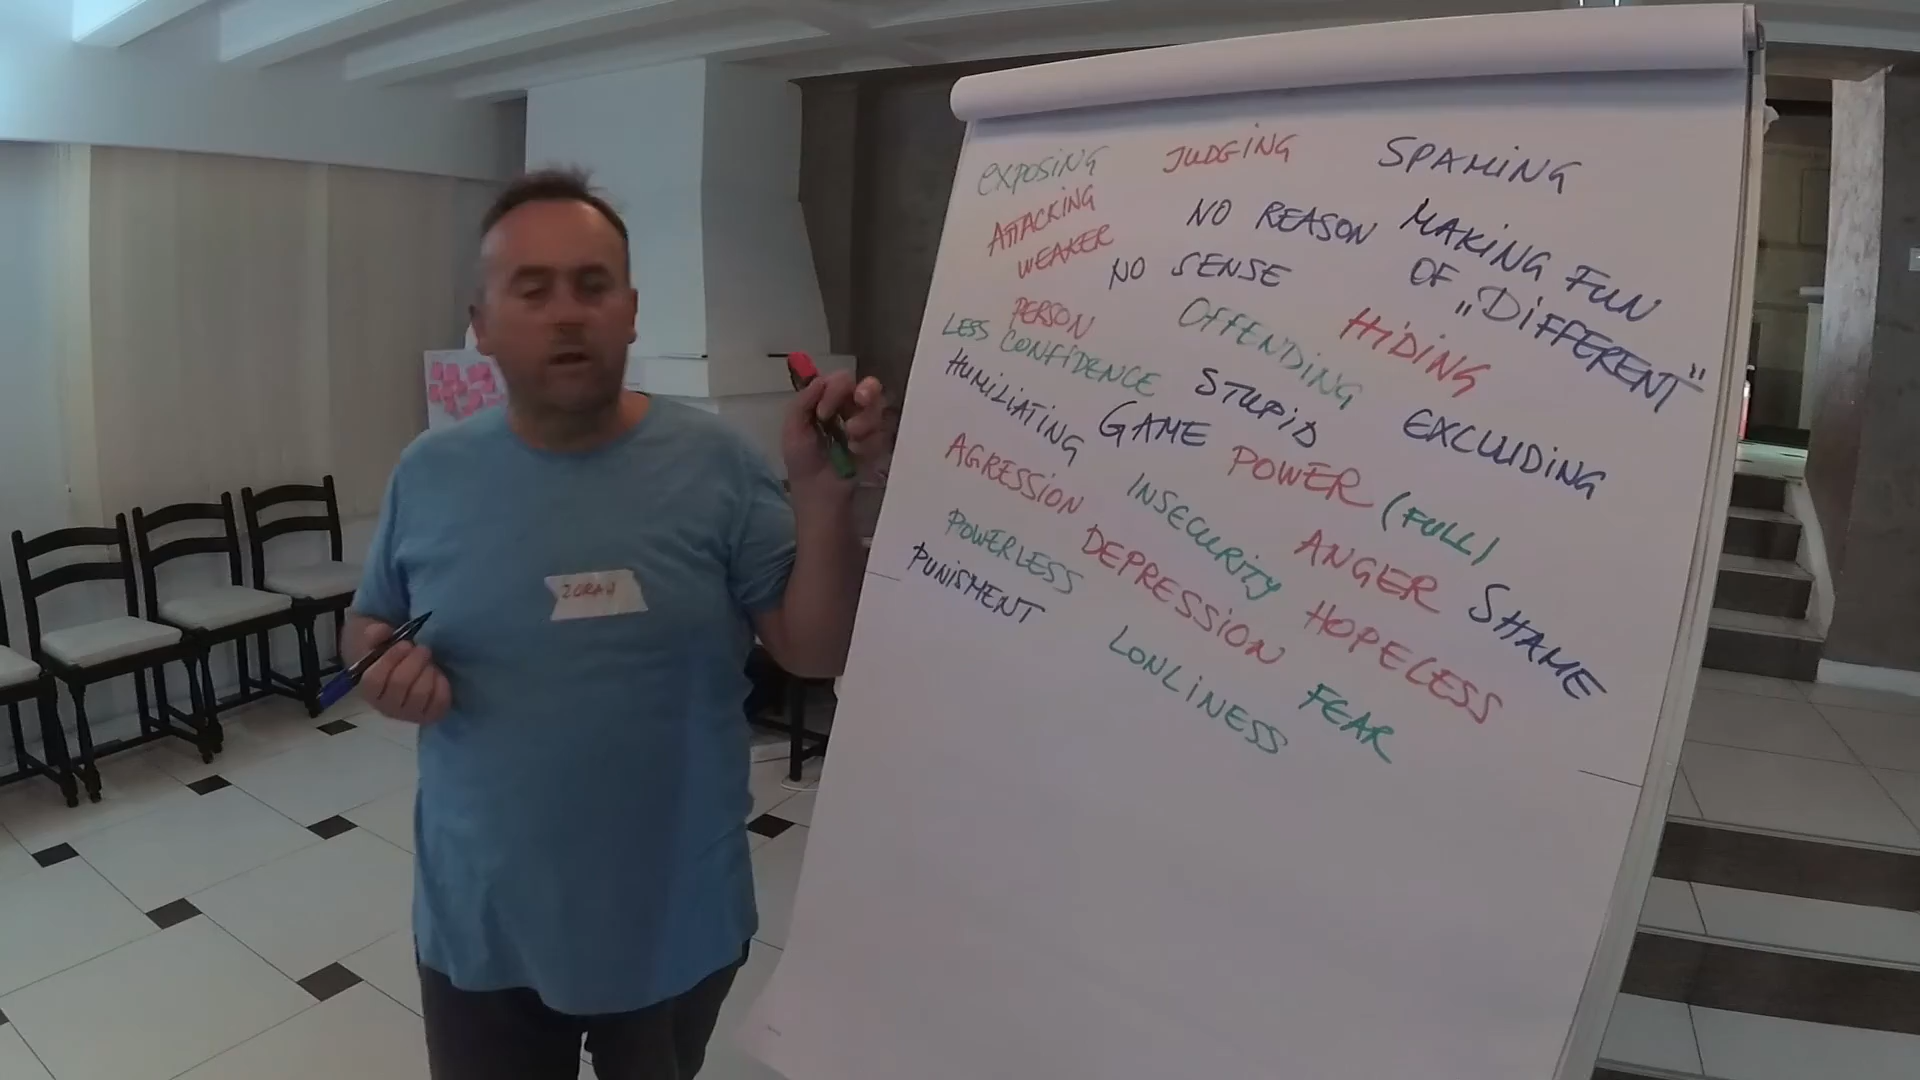 EXPOSING JUDGING SPAMING
ATTACKING WEAKER PERSON
NO REASON
NO SENSE
MAKING FUN
OF „DIFFERENT"
LESS CONFIDENCE
OFFENDING
HIDING
HUMILIATING
GAME
STUPID
EXCLUDING
POWER (FULL)
AGRESSION
INSECURITY
ANGER
SHAME
POWERLESS
DEPRESSION
HOPELESS
PUNISHMENT
LONLINESS
FEAR
ZORAN